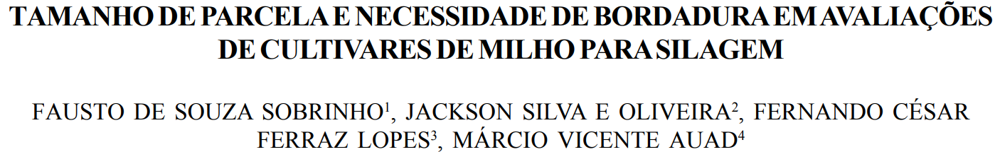 TAMANHO DE PARCELA E NECESSIDADE DE BORDADURA EM AVALIAÇÕES
DE CULTIVARES DE MILHO PARA SILAGEM
FAUSTO DE SOUZA SOBRINHO¹, JACKSON SILVA E OLIVEIRA², FERNANDO CÉSAR
FERRAZ LOPES³, MÁRCIO VICENTE AUAD⁴